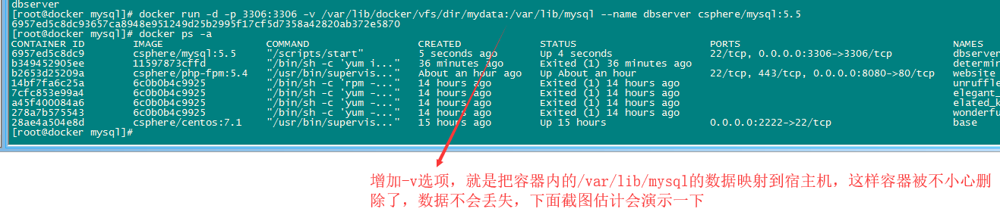 dbserver
[root@docker mysql]# docker run -d -p 3306:3306 -v /var/lib/docker/vfs/dir/mydata:/var/lib/mysql --name dbserver csphere/mysql:5.5
6957ed5c8dc93657ca8948e951249d25b2995f17cf5d7358a42820ab372e5870
[root@docker mysql]# docker ps -a
CONTAINER ID IMAGE COMMAND CREATED STATUS PORTS NAMES
6957ed5c8dc9 csphere/mysql:5.5 "/scripts/start" 5 seconds ago Up 4 seconds 22/tcp, 0.0.0.0:3306->3306/tcp dbserver
b349452905ee 11597873cffd "/bin/sh -c 'yum i..." 36 minutes ago Exited (1) 36 minutes ago determin
b2653d25209a csphere/php-fpm:5.4 "/usr/bin/supervis..." About an hour ago Up About an hour 22/tcp, 443/tcp, 0.0.0.0:8080->80/tcp website
14bf7fa6c25a 6c0b0b4c9925 "/bin/sh -c 'rpm -..." 14 hours ago Exited (1) 14 hours ago unruffle
7cfc853e99a4 6c0b0b4c9925 "/bin/sh -c 'yum -..." 14 hours ago Exited (1) 14 hours ago elegant_
a45f400084a6 6c0b0b4c9925 "/bin/sh -c 'yum -..." 14 hours ago Exited (1) 14 hours ago elated_k
278a7b575543 6c0b0b4c9925 "/bin/sh -c 'yum -..." 14 hours ago Exited (1) 14 hours ago wonderfu
28ae4a504e8d csphere/centos:7.1 "/usr/bin/supervis..." 15 hours ago Up 15 hours 0.0.0.0:2222->22/tcp base
[root@docker mysql]#
增加-v选项，就是把容器内的/var/lib/mysql的数据映射到宿主机，这样容器被不小心删
除了，数据不会丢失，下面截图估计会演示一下